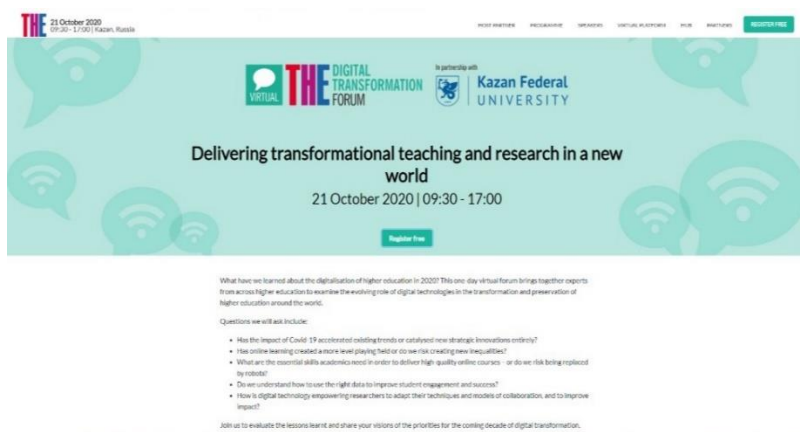 THE
21 October 2020
09:30 - 17:00 | Kazan, Russia
HOST PARTNER PROGRAMME SPEAKERS VIRTUAL PLATFORM HUB PARTNERS REGISTER FREE
VIRTUAL
THE DIGITAL
TRANSFORMATION
FORUM
In partnership with
Kazan Federal
UNIVERSITY
Delivering transformational teaching and research in a new
world
21 October 2020 | 09:30 - 17:00
Register free
What have we learned about the digitalisation of higher education in 2020? This one-day virtual forum brings together experts
from across higher education to examine the evolving role of digital technologies in the transformation and preservation of
higher education around the world.
Questions we will ask include:
• Has the impact of Covid-19 accelerated existing trends or catalysed new strategic innovations entirely?
• Has online learning created a more level playing field or do we risk creating new inequalities?
• What are the essential skills academics need in order to deliver high-quality online courses – or do we risk being replaced
by robots?
• Do we understand how to use the right data to improve student engagement and success?
• How is digital technology empowering researchers to adapt their techniques and models of collaboration, and to improve
impact?
Join us to evaluate the lessons learnt and share your visions of the priorities for the coming decade of digital transformation.